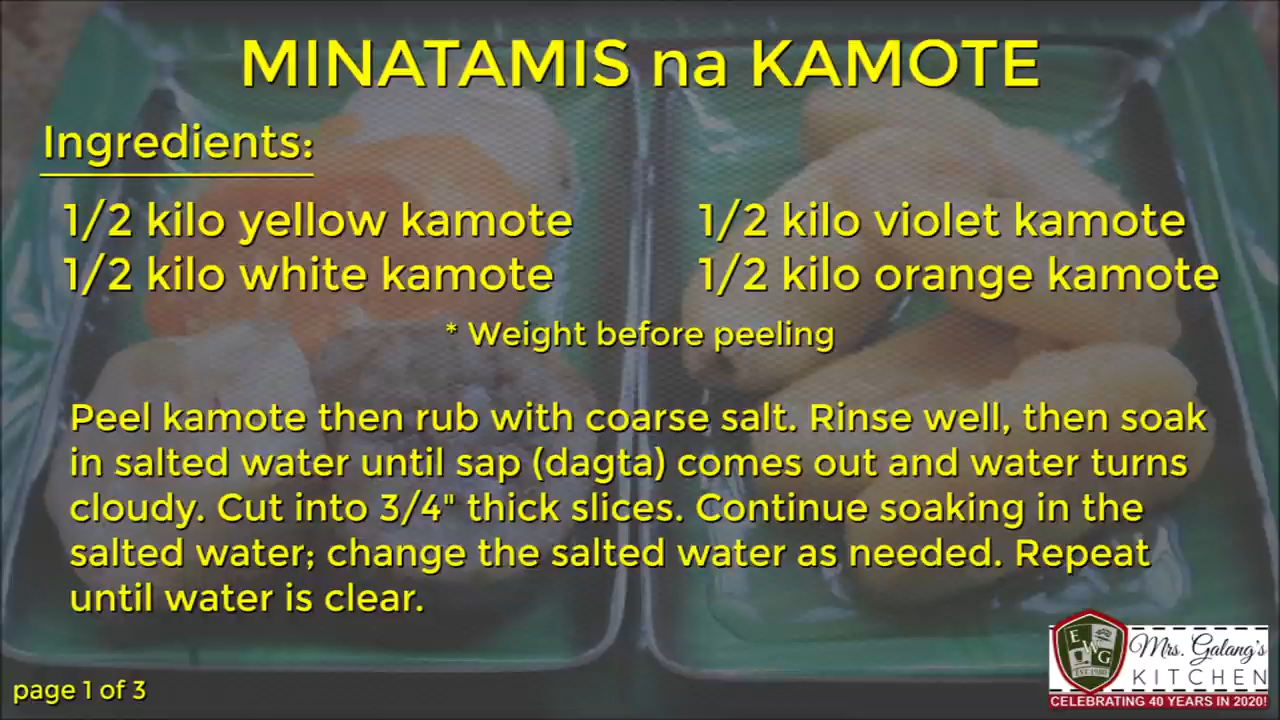 MINATAMIS na KAMOTE
Ingredients:
1/2 kilo yellow kamote
1/2 kilo white kamote
1/2 kilo violet kamote
1/2 kilo orange kamote
* Weight before peeling
Peel kamote then rub with coarse salt. Rinse well, then soak
in salted water until sap (dagta) comes out and water turns
cloudy. Cut into 3/4" thick slices. Continue soaking in the
salted water; change the salted water as needed. Repeat
until water is clear.
page 1 of 3
EWG
EST 1980
Mrs. Galang's
KITCHEN
CELEBRATING 40 YEARS IN 2020!